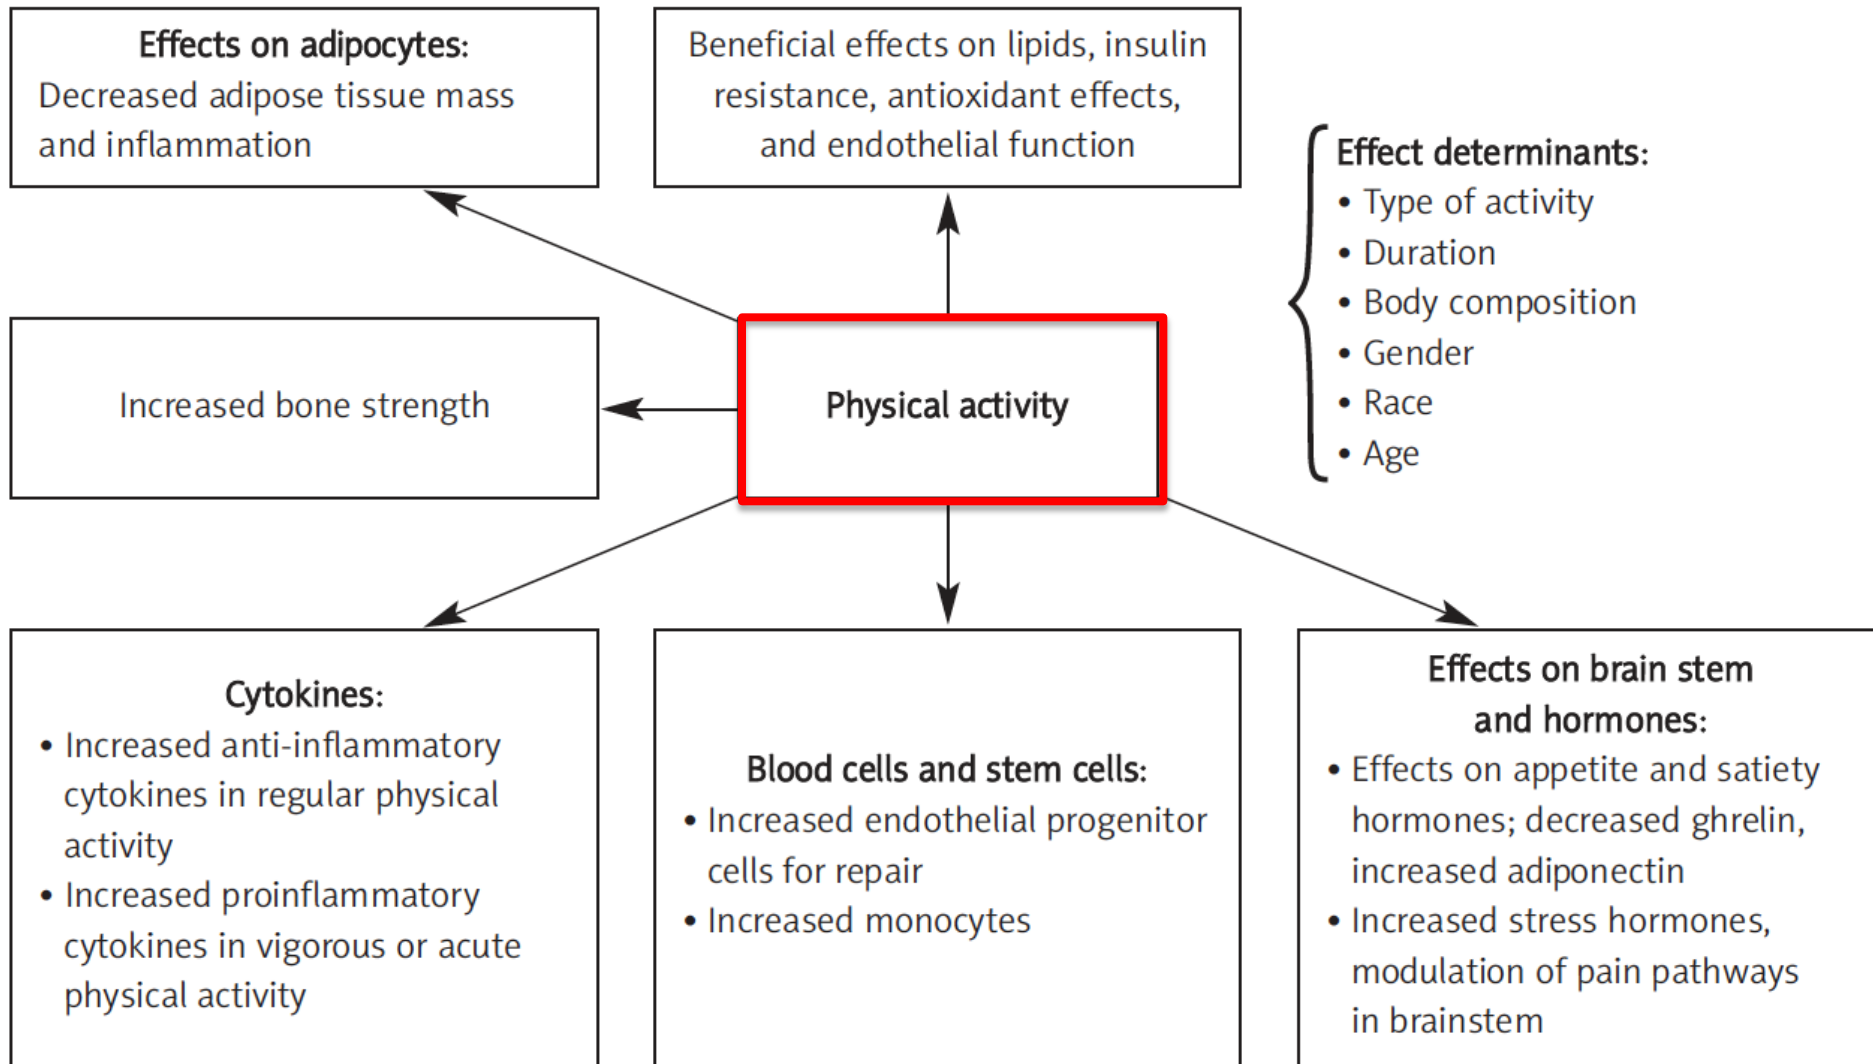 Effects on adipocytes:
Decreased adipose tissue mass
and inflammation
Beneficial effects on lipids, insulin
resistance, antioxidant effects,
and endothelial function
Effect determinants:
• Type of activity
• Duration
• Body composition
• Gender
• Race
• Age
Increased bone strength
Physical activity
Cytokines:
• Increased anti-inflammatory
cytokines in regular physical
activity
• Increased proinflammatory
cytokines in vigorous or acute
physical activity
Blood cells and stem cells:
• Increased endothelial progenitor
cells for repair
• Increased monocytes
Effects on brain stem
and hormones:
• Effects on appetite and satiety
hormones; decreased ghrelin,
increased adiponectin
• Increased stress hormones,
modulation of pain pathways
in brainstem